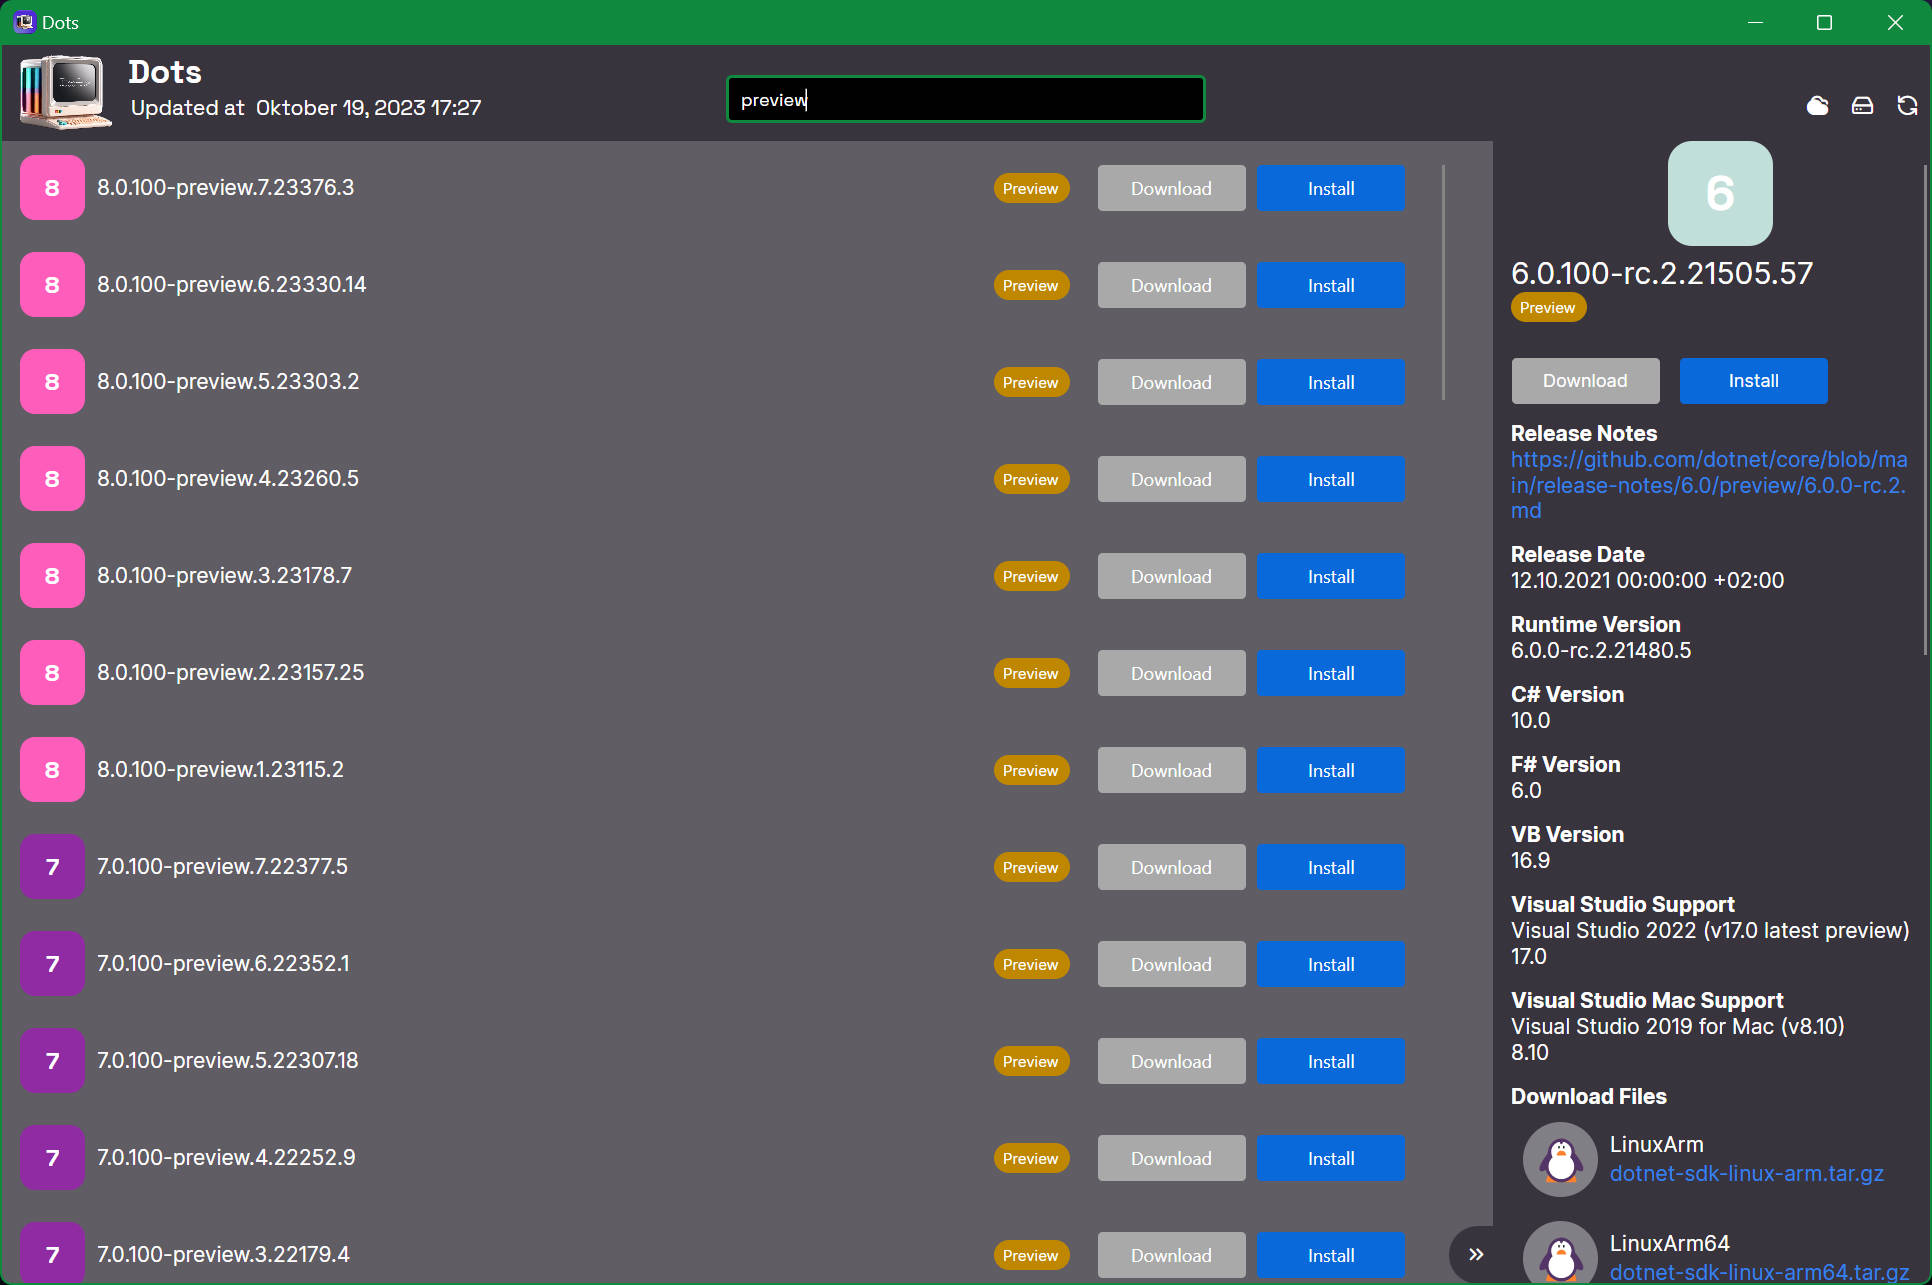 Dots
Dots
Updated at Oktober 19, 2023 17:27
preview
8 8.0.100-preview.7.23376.3 Preview Download Install
8 8.0.100-preview.6.23330.14 Preview Download Install
8 8.0.100-preview.5.23303.2 Preview Download Install
8 8.0.100-preview.4.23260.5 Preview Download Install
8 8.0.100-preview.3.23178.7 Preview Download Install
8 8.0.100-preview.2.23157.25 Preview Download Install
8 8.0.100-preview.1.23115.2 Preview Download Install
7 7.0.100-preview.7.22377.5 Preview Download Install
7 7.0.100-preview.6.22352.1 Preview Download Install
7 7.0.100-preview.5.22307.18 Preview Download Install
7 7.0.100-preview.4.22252.9 Preview Download Install
7 7.0.100-preview.3.22179.4 Preview Download Install
6
6.0.100-rc.2.21505.57
Preview
Download Install
Release Notes
https://github.com/dotnet/core/blob/ma
in/release-notes/6.0/preview/6.0.0-rc.2.
md
Release Date
12.10.2021 00:00:00 +02:00
Runtime Version
6.0.0-rc.2.21480.5
C# Version
10.0
F# Version
6.0
VB Version
16.9
Visual Studio Support
Visual Studio 2022 (v17.0 latest preview)
17.0
Visual Studio Mac Support
Visual Studio 2019 for Mac (v8.10)
8.10
Download Files
LinuxArm
dotnet-sdk-linux-arm.tar.gz
LinuxArm64
dotnet-sdk-linux-arm64.tar.gz